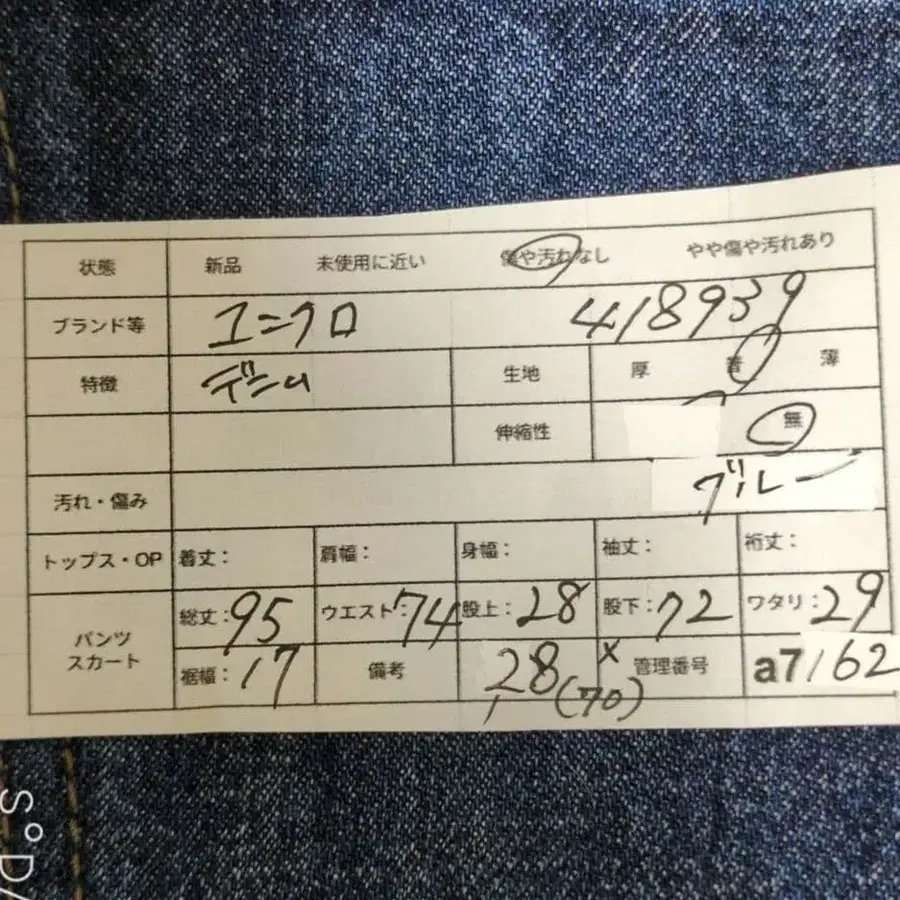 状態 新品 未使用に近い 傷や汚れなし やや傷や汚れあり
ブランド等 ユニクロ 418939
特徴 デニム 生地 厚 普 薄
伸縮性 無
汚れ・傷み ブルー
トップス・OP 着丈: 肩幅: 身幅: 袖丈: 裄丈:
パンツ スカート 総丈:95 ウエスト:74 股上:28 股下:72 ワタリ:29
裾幅:17 備考 28(70) x 管理番号 a7162
S°D/